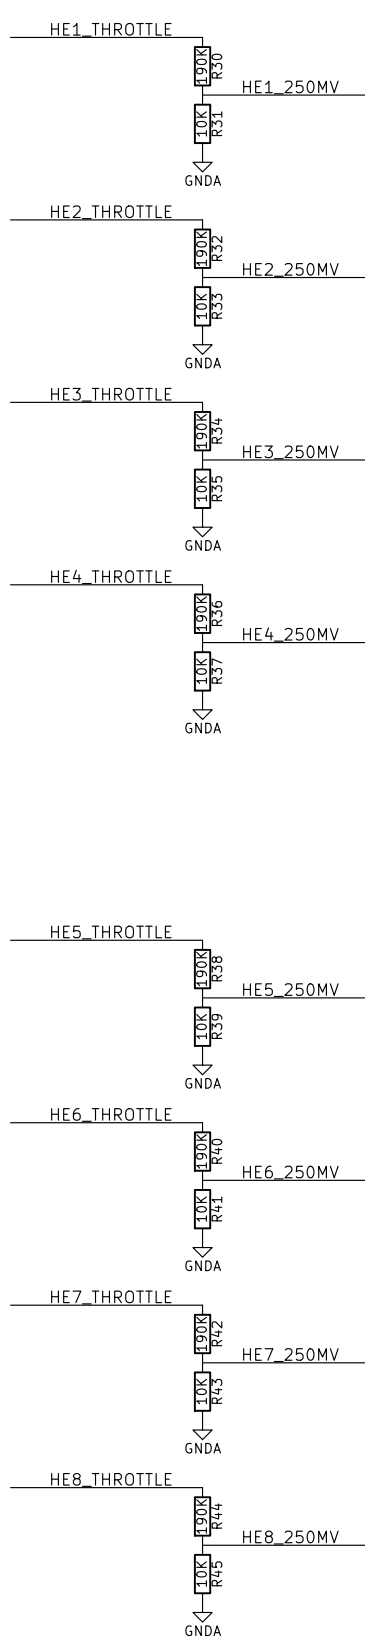 HE1_THROTTLE
190K
R30
HE1_250MV
10K
R31
GNDA
HE2_THROTTLE
190K
R32
HE2_250MV
10K
R33
GNDA
HE3_THROTTLE
190K
R34
HE3_250MV
10K
R35
GNDA
HE4_THROTTLE
190K
R36
HE4_250MV
10K
R37
GNDA
HE5_THROTTLE
190K
R38
HE5_250MV
10K
R39
GNDA
HE6_THROTTLE
190K
R40
HE6_250MV
10K
R41
GNDA
HE7_THROTTLE
190K
R42
HE7_250MV
10K
R43
GNDA
HE8_THROTTLE
190K
R44
HE8_250MV
10K
R45
GNDA